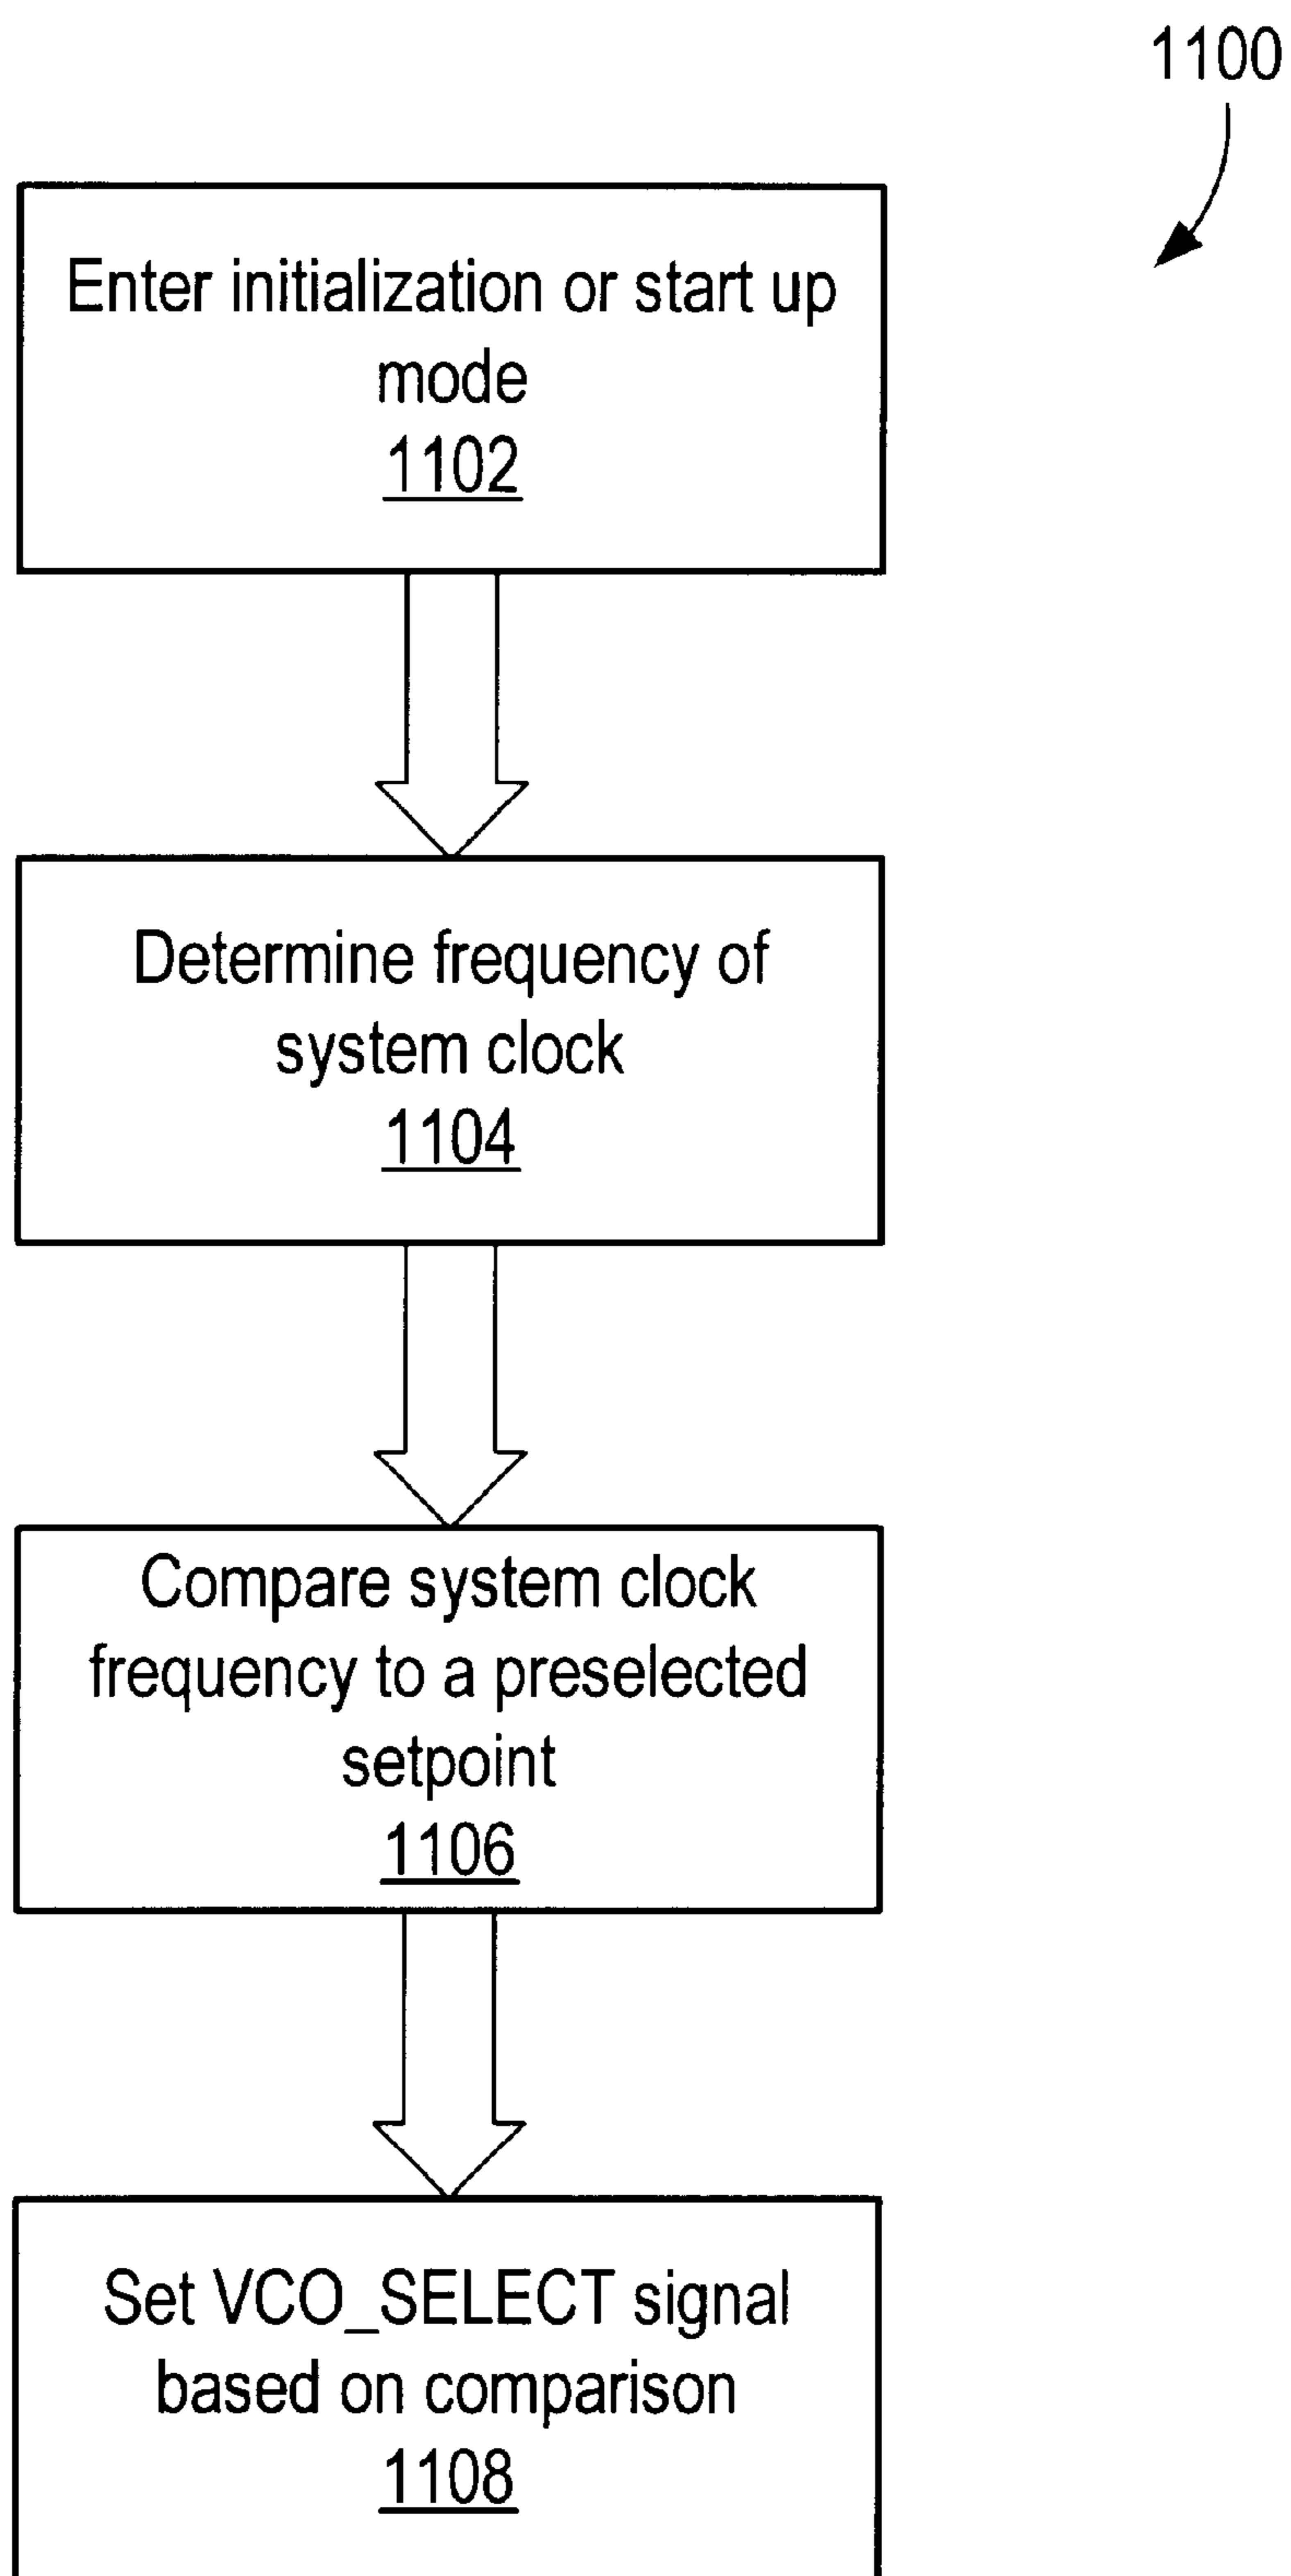 1100
Enter initialization or start up
mode
1102
Determine frequency of
system clock
1104
Compare system clock
frequency to a preselected
setpoint
1106
Set VCO_SELECT signal
based on comparison
1108